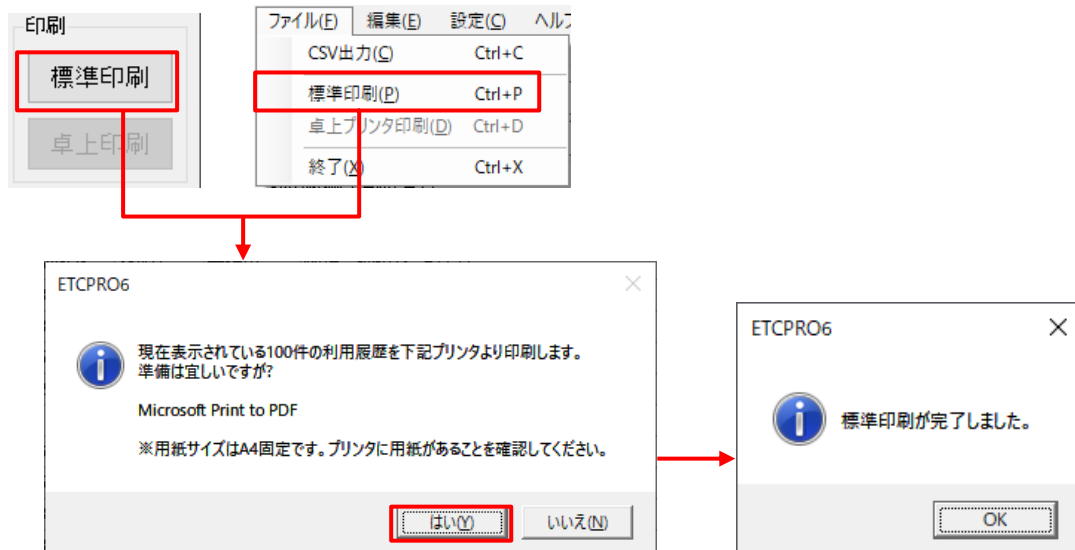 印刷
標準印刷
卓上印刷
ファイル(F) 編集(E) 設定(C) ヘル
CSV出力(C) Ctrl+C
標準印刷(P) Ctrl+P
卓上プリンタ印刷(D) Ctrl+D
終了(X) Ctrl+X
ETCPRO6
現在表示されている100件の利用履歴を下記プリンタより印刷します。
準備は宜しいですが?
Microsoft Print to PDF
※用紙サイズはA4固定です。プリンタに用紙があることを確認してください。
はい(Y) いいえ(N)
ETCPRO6
標準印刷が完了しました。
OK